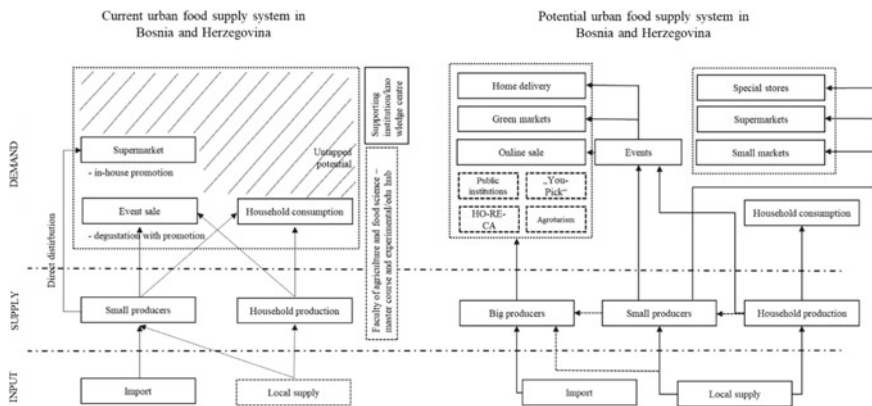 Current urban food supply system in
Bosnia and Herzegovina
Potential urban food supply system in
Bosnia and Herzegovina
DEMAND
SUPPLY
INPUT
Supermarket
- in-house promotion
Untapped
potential
Event sale
- degustation with promotion
Household consumption
Direct distirbution
Small producers
Household production
Import
Local supply
Supporting
institution/kno
wledge centre
Faculty of agriculture and food science –
master course and experimental/edu hub
Home delivery
Green markets
Online sale
Public
institutions
„You-
Pick“
HO-RE-
CA
Agroturism
Events
Special stores
Supermarkets
Small markets
Household consumption
Big producers
Small producers
Household production
Import
Local supply